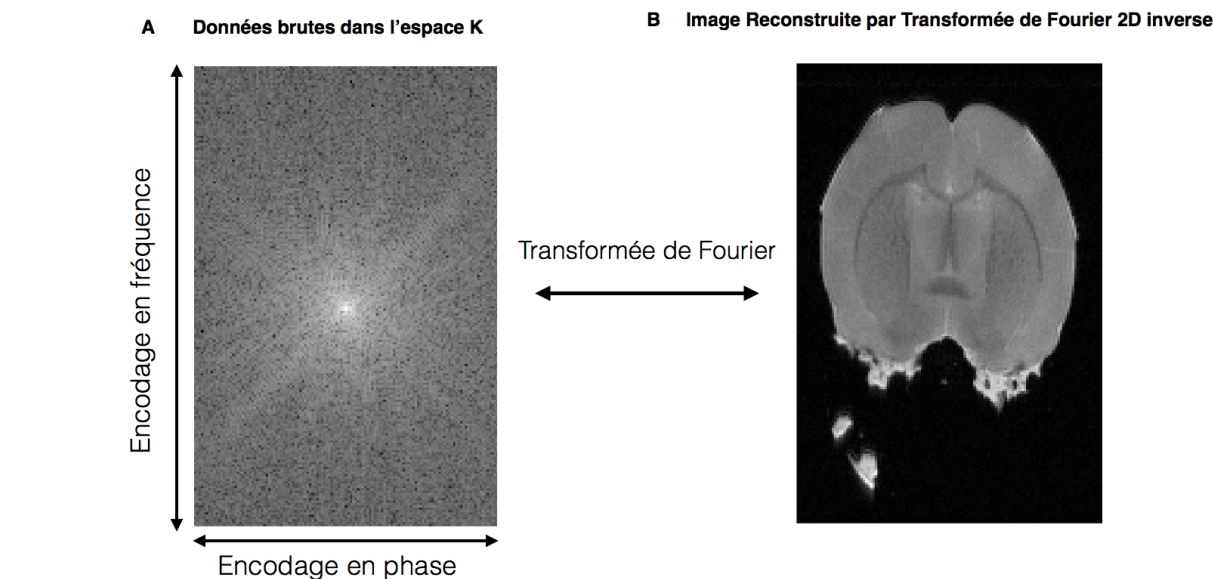 A Données brutes dans l'espace K
B Image Reconstruite par Transformée de Fourier 2D inverse
Encodage en fréquence
Transformée de Fourier
Encodage en phase